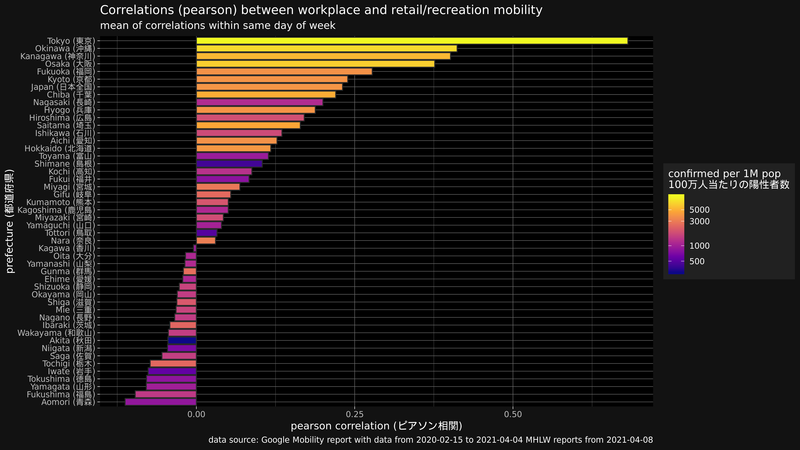 Correlations (pearson) between workplace and retail/recreation mobility
mean of correlations within same day of week
prefecture (都道府県)
Tokyo (東京)
Okinawa (沖縄)
Kanagawa (神奈川)
Osaka (大阪)
Fukuoka (福岡)
Kyoto (京都)
Japan (日本全国)
Chiba (千葉)
Nagasaki (長崎)
Hyogo (兵庫)
Hiroshima (広島)
Saitama (埼玉)
Ishikawa (石川)
Aichi (愛知)
Hokkaido (北海道)
Toyama (富山)
Shimane (島根)
Kochi (高知)
Fukui (福井)
Miyagi (宮城)
Gifu (岐阜)
Kumamoto (熊本)
Kagoshima (鹿児島)
Miyazaki (宮崎)
Yamaguchi (山口)
Tottori (鳥取)
Nara (奈良)
Kagawa (香川)
Oita (大分)
Yamanashi (山梨)
Gunma (群馬)
Ehime (愛媛)
Shizuoka (静岡)
Okayama (岡山)
Shiga (滋賀)
Mie (三重)
Nagano (長野)
Ibaraki (茨城)
Wakayama (和歌山)
Akita (秋田)
Niigata (新潟)
Saga (佐賀)
Tochigi (栃木)
Iwate (岩手)
Tokushima (徳島)
Yamagata (山形)
Fukushima (福島)
Aomori (青森)
0.00 0.25 0.50
pearson correlation (ピアソン相関)
data source: Google Mobility report with data from 2020-02-15 to 2021-04-04 MHLW reports from 2021-04-08
confirmed per 1M pop
100万人当たりの陽性者数
5000
3000
1000
500